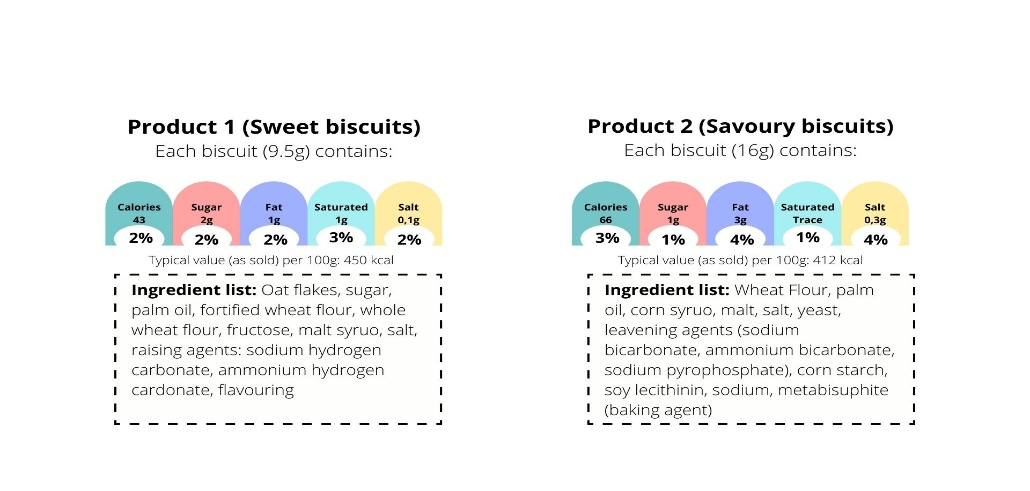 Product 1 (Sweet biscuits)
Each biscuit (9.5g) contains:
Calories Sugar Fat Saturated Salt
43 2g 1g 1g 0,1g
2% 2% 2% 3% 2%
Typical value (as sold) per 100g: 450 kcal
Ingredient list: Oat flakes, sugar,
palm oil, fortified wheat flour, whole
wheat flour, fructose, malt syruo, salt,
raising agents: sodium hydrogen
carbonate, ammonium hydrogen
cardonate, flavouring
Product 2 (Savoury biscuits)
Each biscuit (16g) contains:
Calories Sugar Fat Saturated Salt
66 1g 3g Trace 0,3g
3% 1% 4% 1% 4%
Typical value (as sold) per 100g: 412 kcal
Ingredient list: Wheat Flour, palm
oil, corn syruo, malt, salt, yeast,
leavening agents (sodium
bicarbonate, ammonium bicarbonate,
sodium pyrophosphate), corn starch,
soy lecithinin, sodium, metabisuphite
(baking agent)